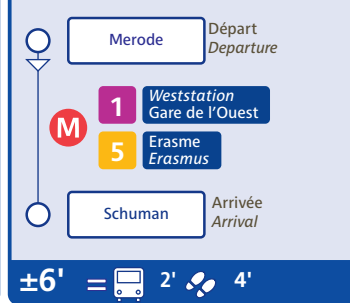 Merode
Départ
Departure
M
1
Weststation
Gare de l'Ouest
5
Erasme
Erasmus
Schuman
Arrivée
Arrival
±6' = 2' 4'